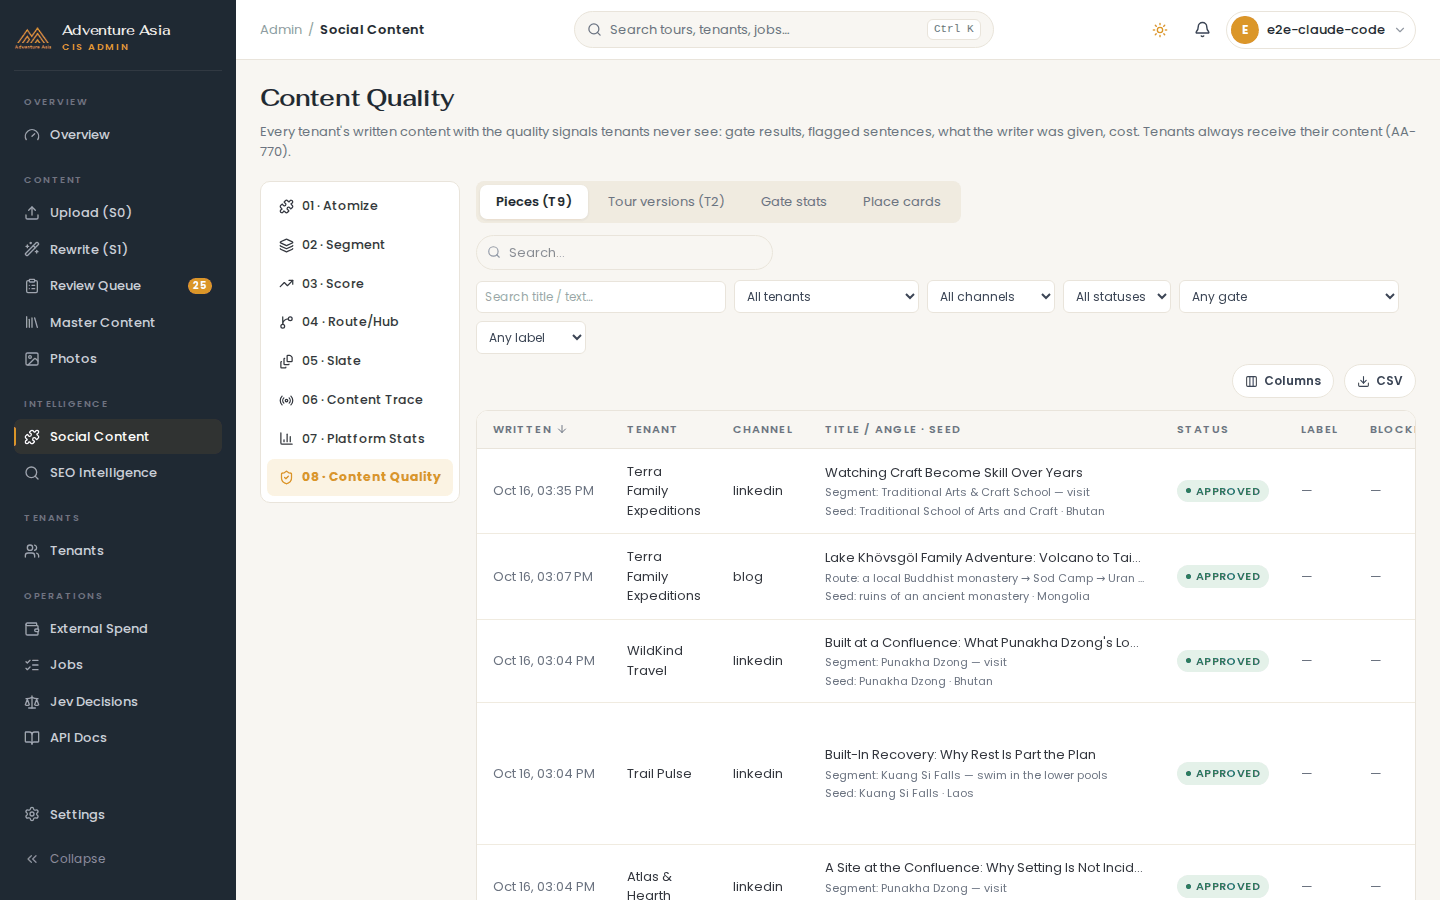 Adventure Asia
CIS ADMIN
Adventure Asia
Admin / Social Content
Search tours, tenants, jobs...
Ctrl K
E
e2e-claude-code
OVERVIEW
Overview
CONTENT
Upload (S0)
Rewrite (S1)
Review Queue
25
Master Content
Photos
INTELLIGENCE
Social Content
SEO Intelligence
TENANTS
Tenants
OPERATIONS
External Spend
Jobs
Jev Decisions
API Docs
Settings
Collapse
Content Quality
Every tenant's written content with the quality signals tenants never see: gate results, flagged sentences, what the writer was given, cost. Tenants always receive their content (AA-
770).
01 · Atomize
02 · Segment
03 · Score
04 · Route/Hub
05 · Slate
06 · Content Trace
07 · Platform Stats
08 · Content Quality
Pieces (T9)
Tour versions (T2)
Gate stats
Place cards
Search...
Search title / text...
All tenants
All channels
All statuses
Any gate
Any label
Columns
CSV
WRITTEN ↓ TENANT CHANNEL TITLE / ANGLE · SEED STATUS LABEL
Oct 16, 03:35 PM
Terra
Family
Expeditions
linkedin
Watching Craft Become Skill Over Years
Segment: Traditional Arts & Craft School — visit
Seed: Traditional School of Arts and Craft · Bhutan
APPROVED
—
—
Oct 16, 03:07 PM
Terra
Family
Expeditions
blog
Lake Khövsgöl Family Adventure: Volcano to Tai...
Route: a local Buddhist monastery → Sod Camp → Uran ...
Seed: ruins of an ancient monastery · Mongolia
APPROVED
—
—
Oct 16, 03:04 PM
WildKind
Travel
linkedin
Built at a Confluence: What Punakha Dzong's Lo...
Segment: Punakha Dzong — visit
Seed: Punakha Dzong · Bhutan
APPROVED
—
—
Oct 16, 03:04 PM
Trail Pulse
linkedin
Built-In Recovery: Why Rest Is Part the Plan
Segment: Kuang Si Falls — swim in the lower pools
Seed: Kuang Si Falls · Laos
APPROVED
—
—
Oct 16, 03:04 PM
Atlas &
Hearth
linkedin
A Site at the Confluence: Why Setting Is Not Incid...
Segment: Punakha Dzong — visit
APPROVED
—
—